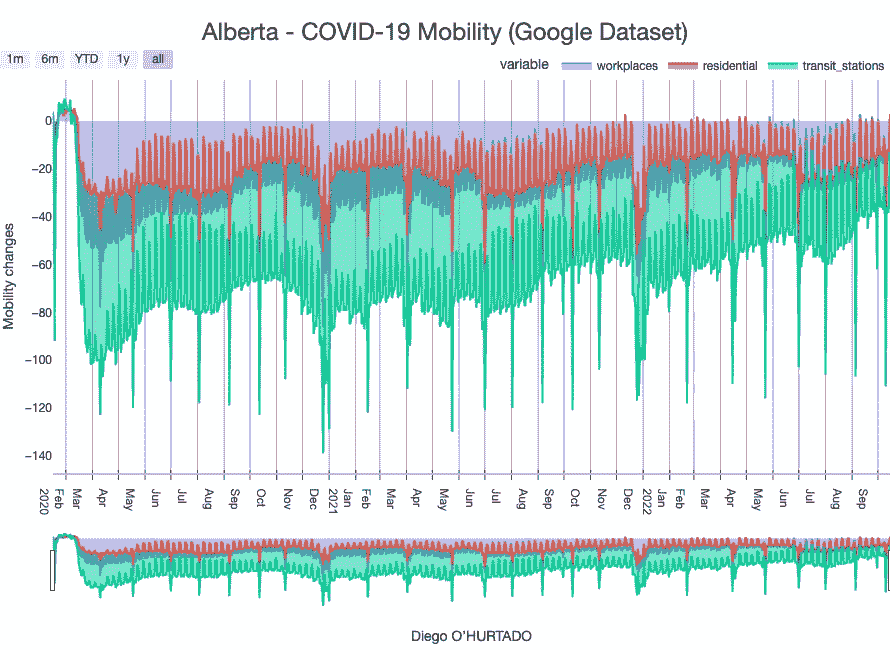 Alberta - COVID-19 Mobility (Google Dataset)
1m 6m YTD 1y all
variable workplaces residential transit_stations
Mobility changes
0
−20
−40
−60
−80
−100
−120
−140
Feb Mar Apr May Jun Jul Aug Sep Oct Nov Dec Jan Feb Mar Apr May Jun Jul Aug Sep Oct Nov Dec Jan Feb Mar Apr May Jun Jul Aug Sep
2020 2021 2022
Diego O'HURTADO